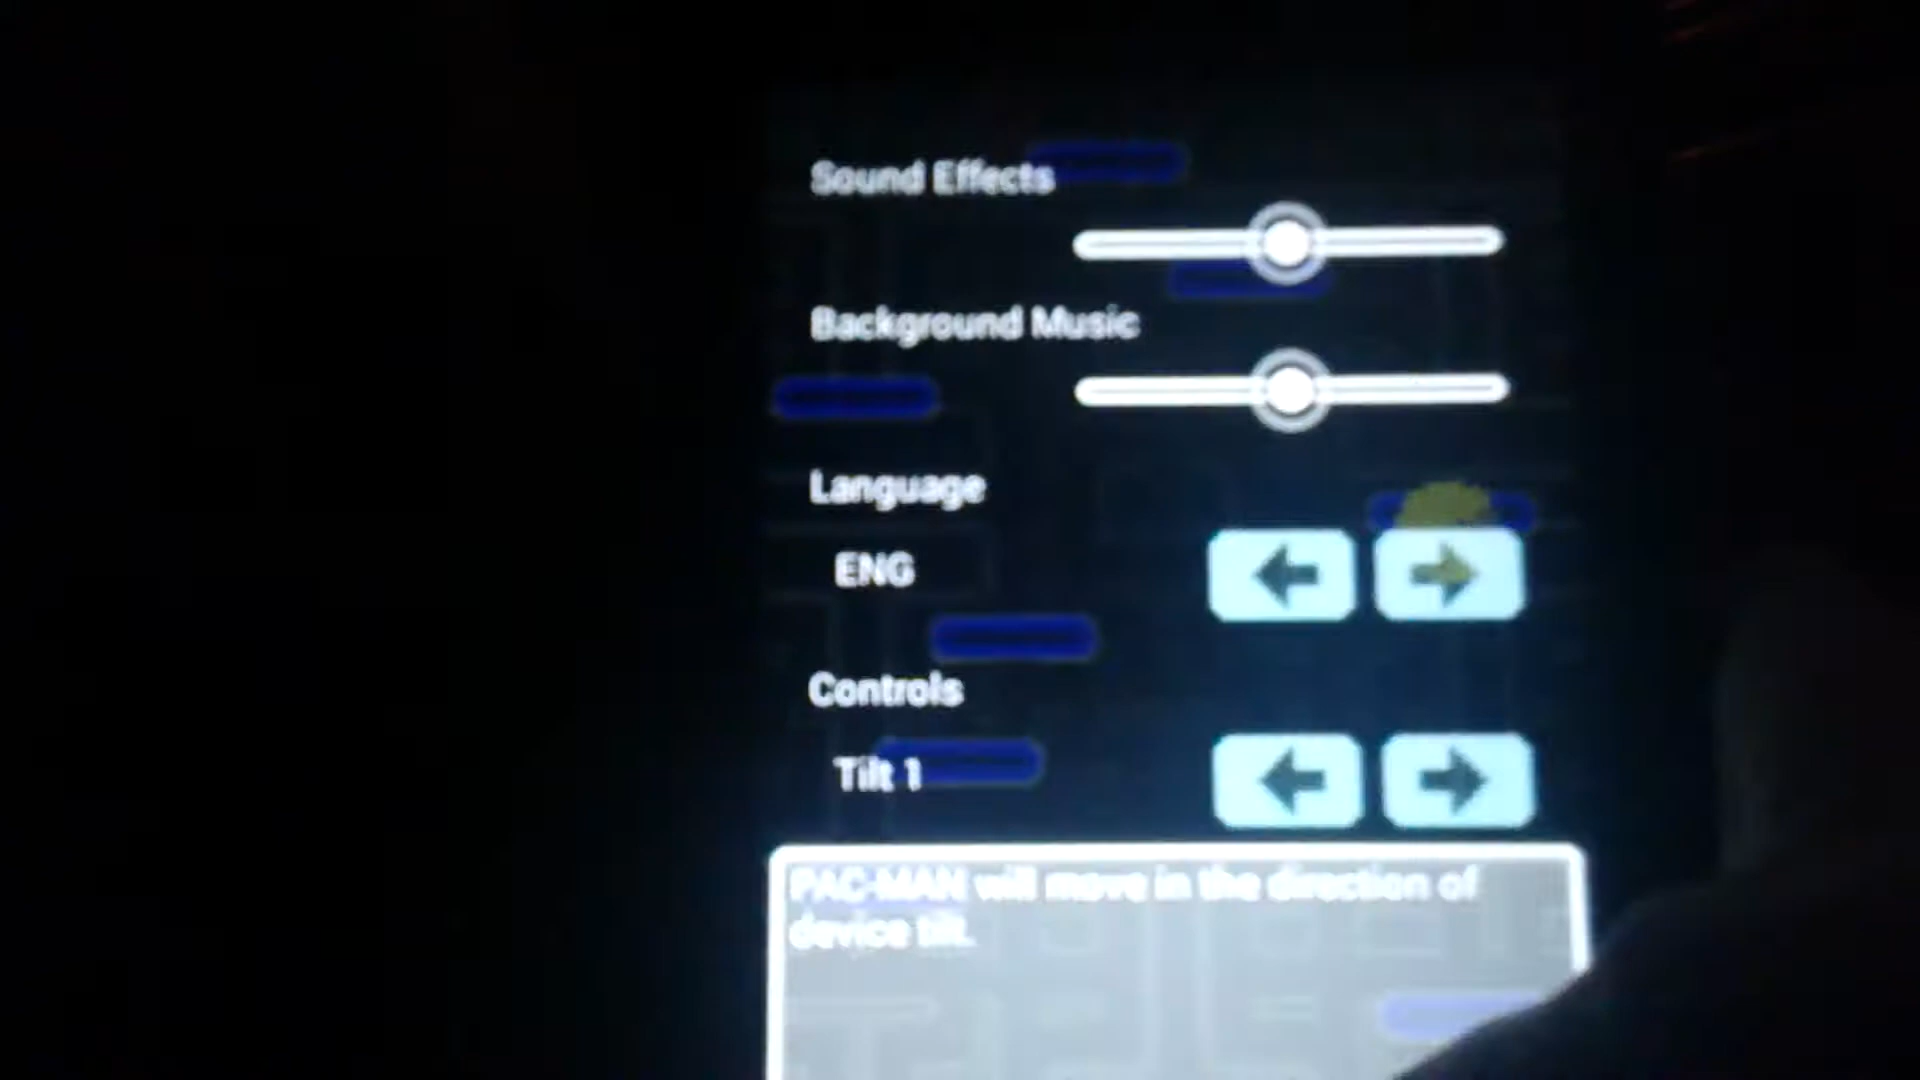 Sound Effects
Background Music
Language
ENG
Controls
Tilt 1
PAC-MAN will move in the direction of
device tilt.